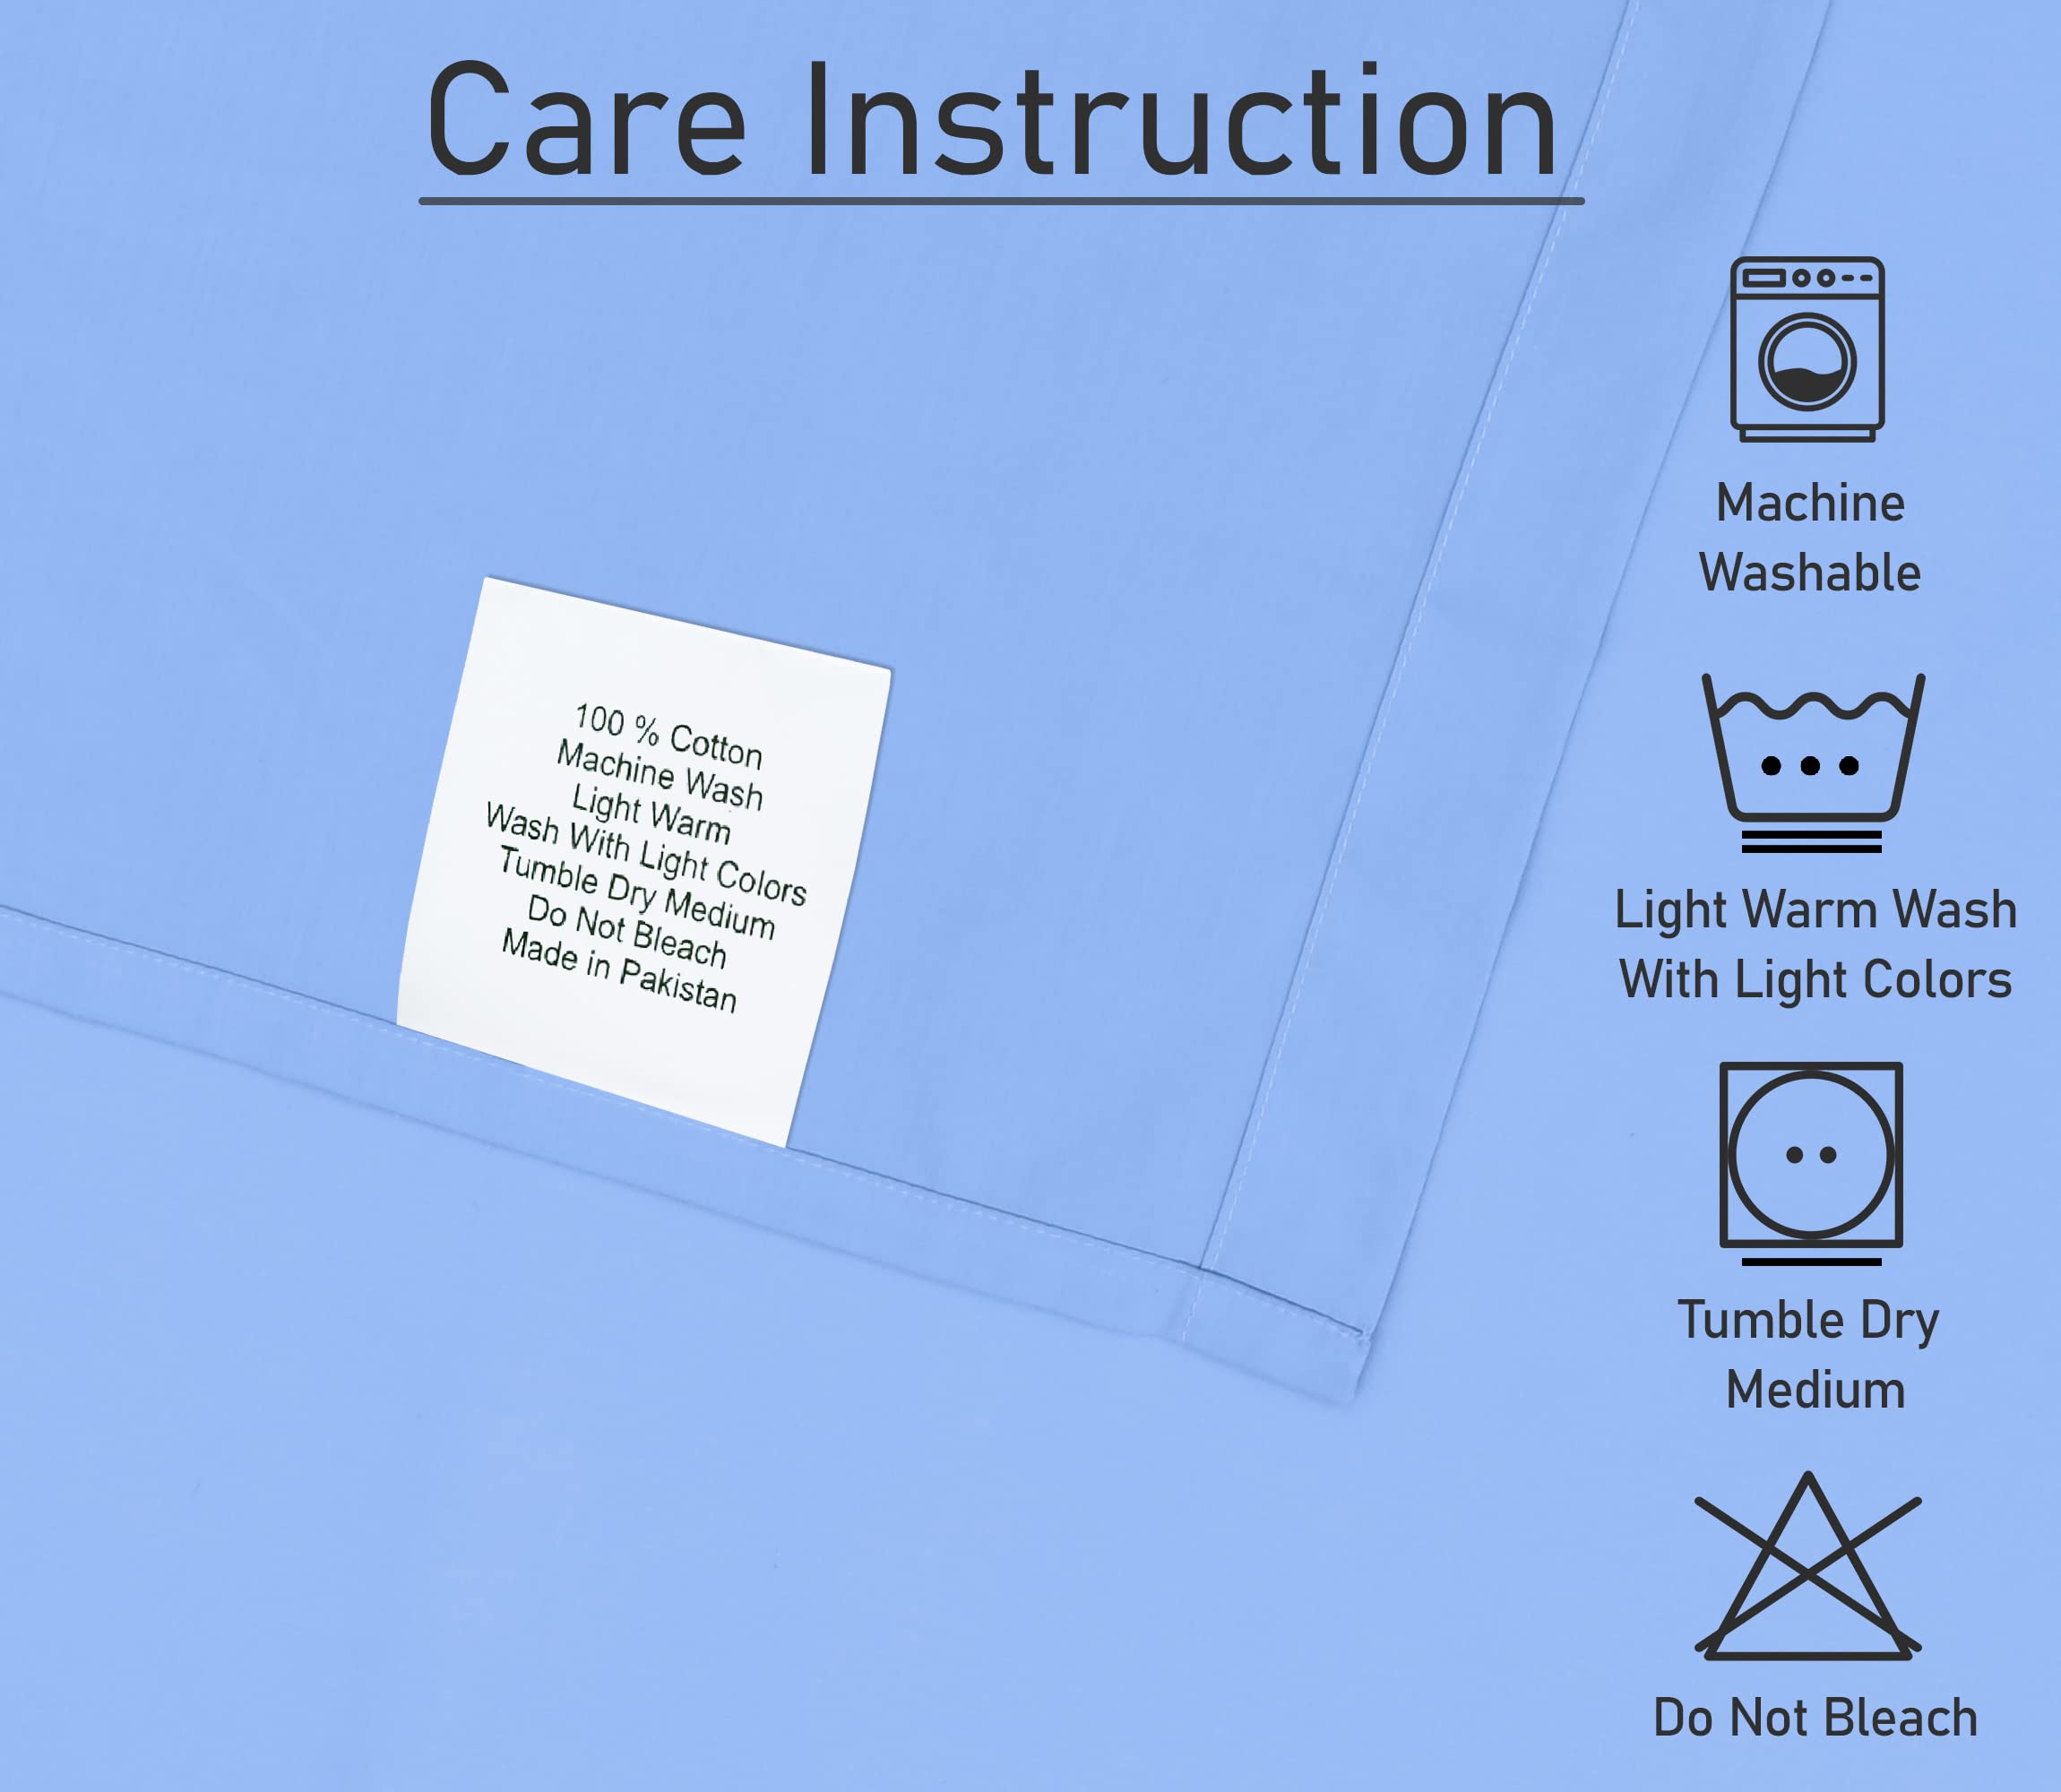 Care Instruction
100 % Cotton
Machine Wash
Light Warm
Wash With Light Colors
Tumble Dry Medium
Do Not Bleach
Made in Pakistan
Machine
Washable
Light Warm Wash
With Light Colors
Tumble Dry
Medium
Do Not Bleach